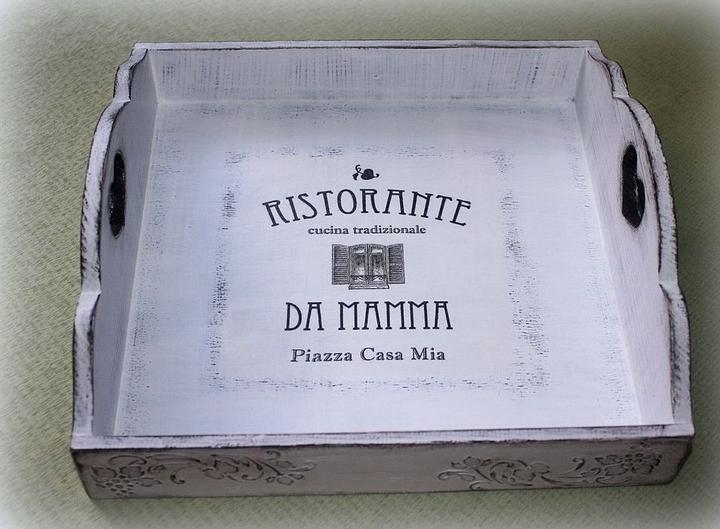 RISTORANTE
cucina tradizionale
DA MAMMA
Piazza Casa Mia